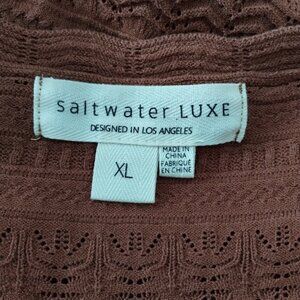 saltwater LUXE
DESIGNED IN LOS ANGELES
XL
MADE IN
CHINA
FABRIQUÉ
EN CHINE